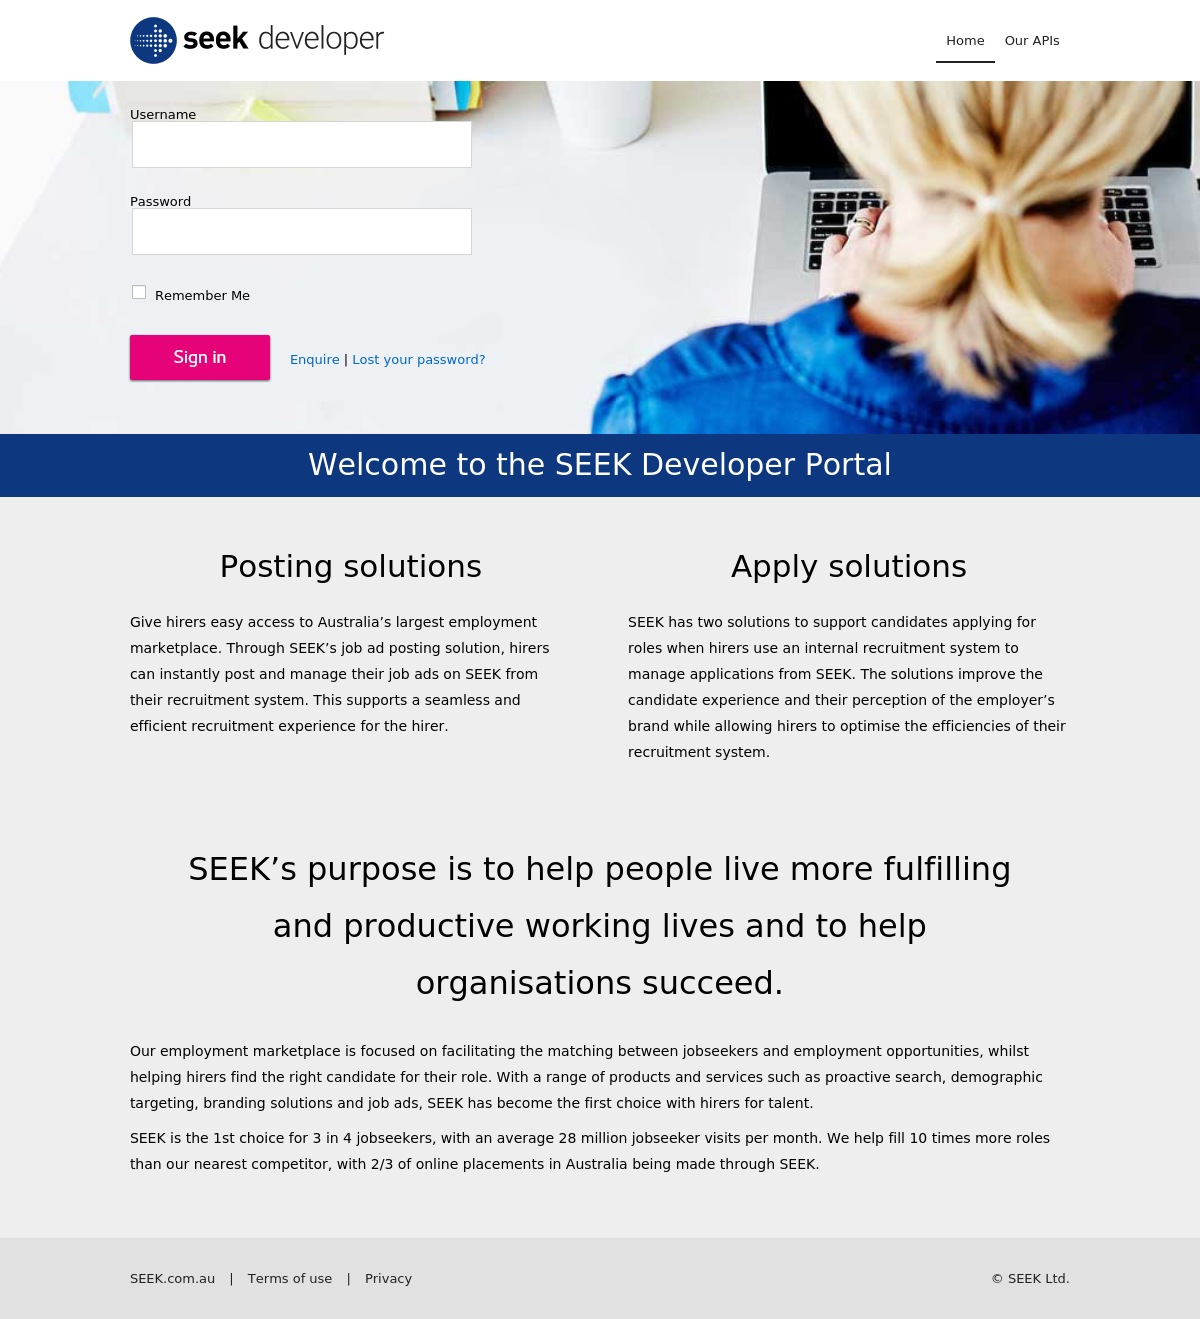 seek developer
Home
Our APIs
Username
Password
Remember Me
Sign in
Enquire | Lost your password?
Welcome to the SEEK Developer Portal
Posting solutions
Give hirers easy access to Australia’s largest employment
marketplace. Through SEEK’s job ad posting solution, hirers
can instantly post and manage their job ads on SEEK from
their recruitment system. This supports a seamless and
efficient recruitment experience for the hirer.
Apply solutions
SEEK has two solutions to support candidates applying for
roles when hirers use an internal recruitment system to
manage applications from SEEK. The solutions improve the
candidate experience and their perception of the employer’s
brand while allowing hirers to optimise the efficiencies of their
recruitment system.
SEEK’s purpose is to help people live more fulfilling
and productive working lives and to help
organisations succeed.
Our employment marketplace is focused on facilitating the matching between jobseekers and employment opportunities, whilst
helping hirers find the right candidate for their role. With a range of products and services such as proactive search, demographic
targeting, branding solutions and job ads, SEEK has become the first choice with hirers for talent.
SEEK is the 1st choice for 3 in 4 jobseekers, with an average 28 million jobseeker visits per month. We help fill 10 times more roles
than our nearest competitor, with 2/3 of online placements in Australia being made through SEEK.
SEEK.com.au | Terms of use | Privacy
© SEEK Ltd.